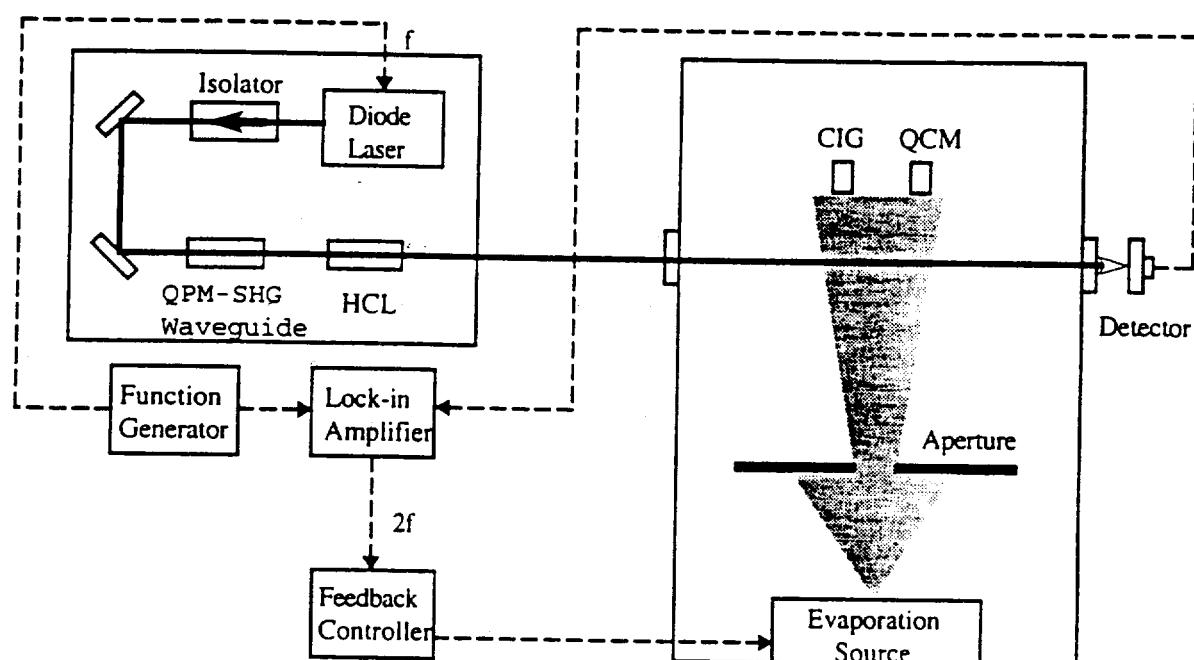 f
Isolator
Diode
Laser
CIG
QCM
QPM-SHG
Waveguide
HCL
Detector
Function
Generator
Lock-in
Amplifier
Aperture
2f
Feedback
Controller
Evaporation
Source